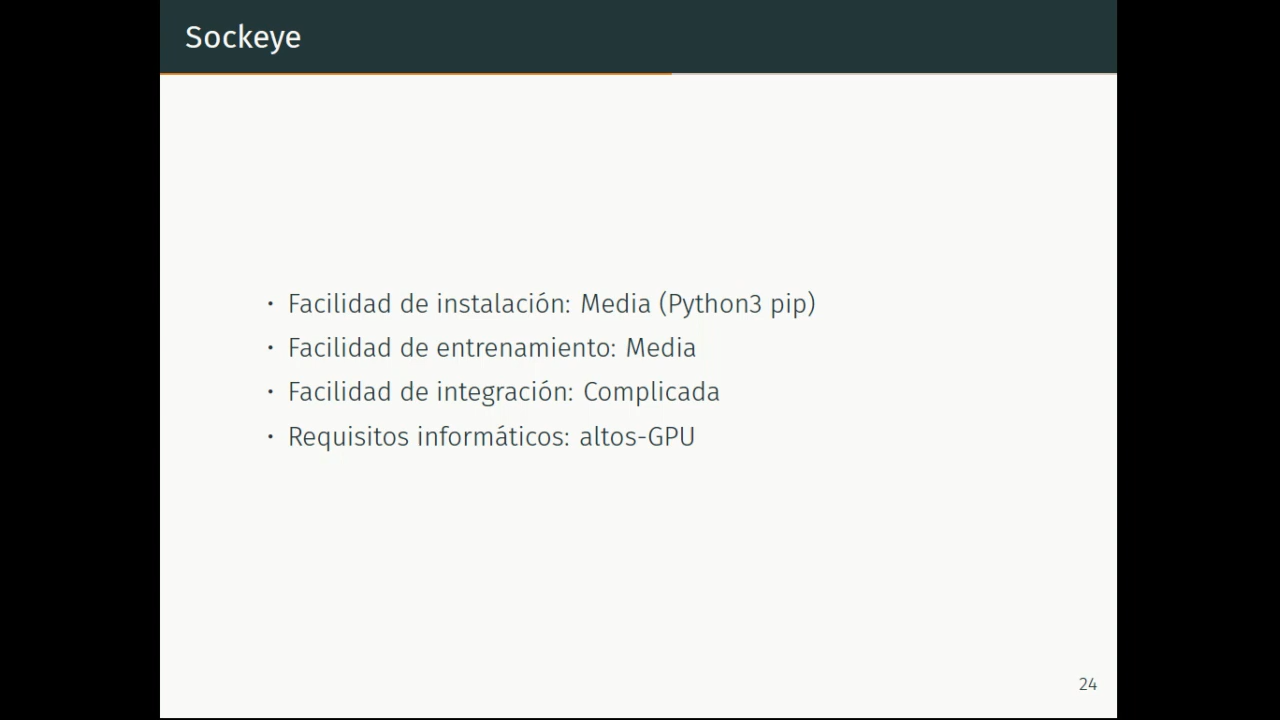 Sockeye
• Facilidad de instalación: Media (Python3 pip)
• Facilidad de entrenamiento: Media
• Facilidad de integración: Complicada
• Requisitos informáticos: altos-GPU
24